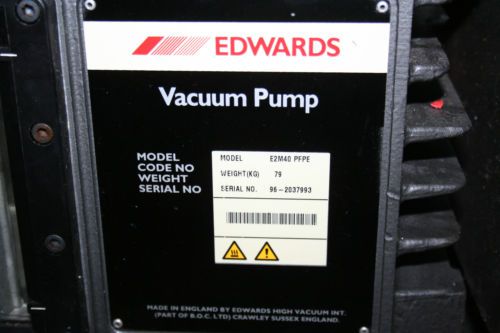 EDWARDS
Vacuum Pump
MODEL
CODE NO
WEIGHT
SERIAL NO
MODEL E2M40 PFPE
WEIGHT(KG) 79
SERIAL NO. 96-2037993
MADE IN ENGLAND BY EDWARDS HIGH VACUUM INT.
(PART OF B.O.C. LTD) CRAWLEY SUSSEX ENGLAND.